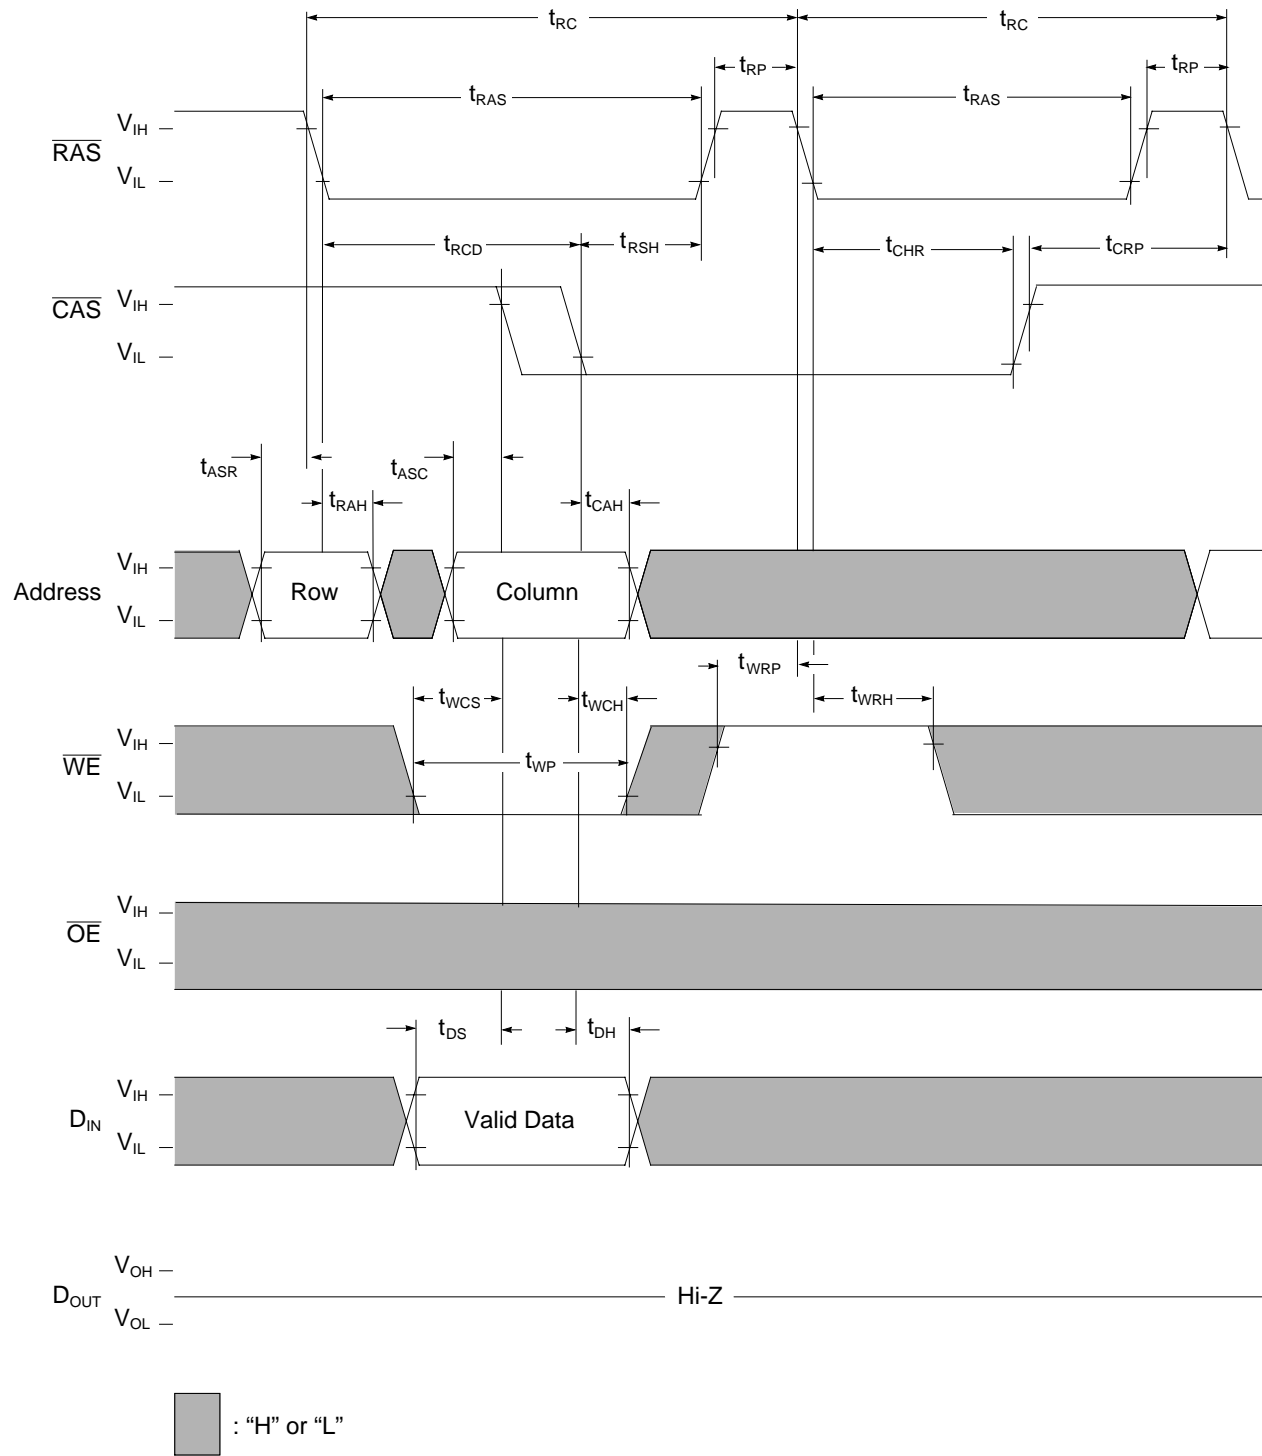 tRC tRC
tRP tRP
tRAS tRAS
VIH
RAS
VIL
tRCD tRSH tCHR tCRP
VIH
CAS
VIL
tASR tASC
tRAH tCAH
VIH
Address Row Column
VIL
tWRP
tWCS tWCH tWRH
VIH
WE tWP
VIL
VIH
OE
VIL
tDS tDH
VIH
DIN Valid Data
VIL
VOH
DOUT Hi-Z
VOL
: “H” or “L”